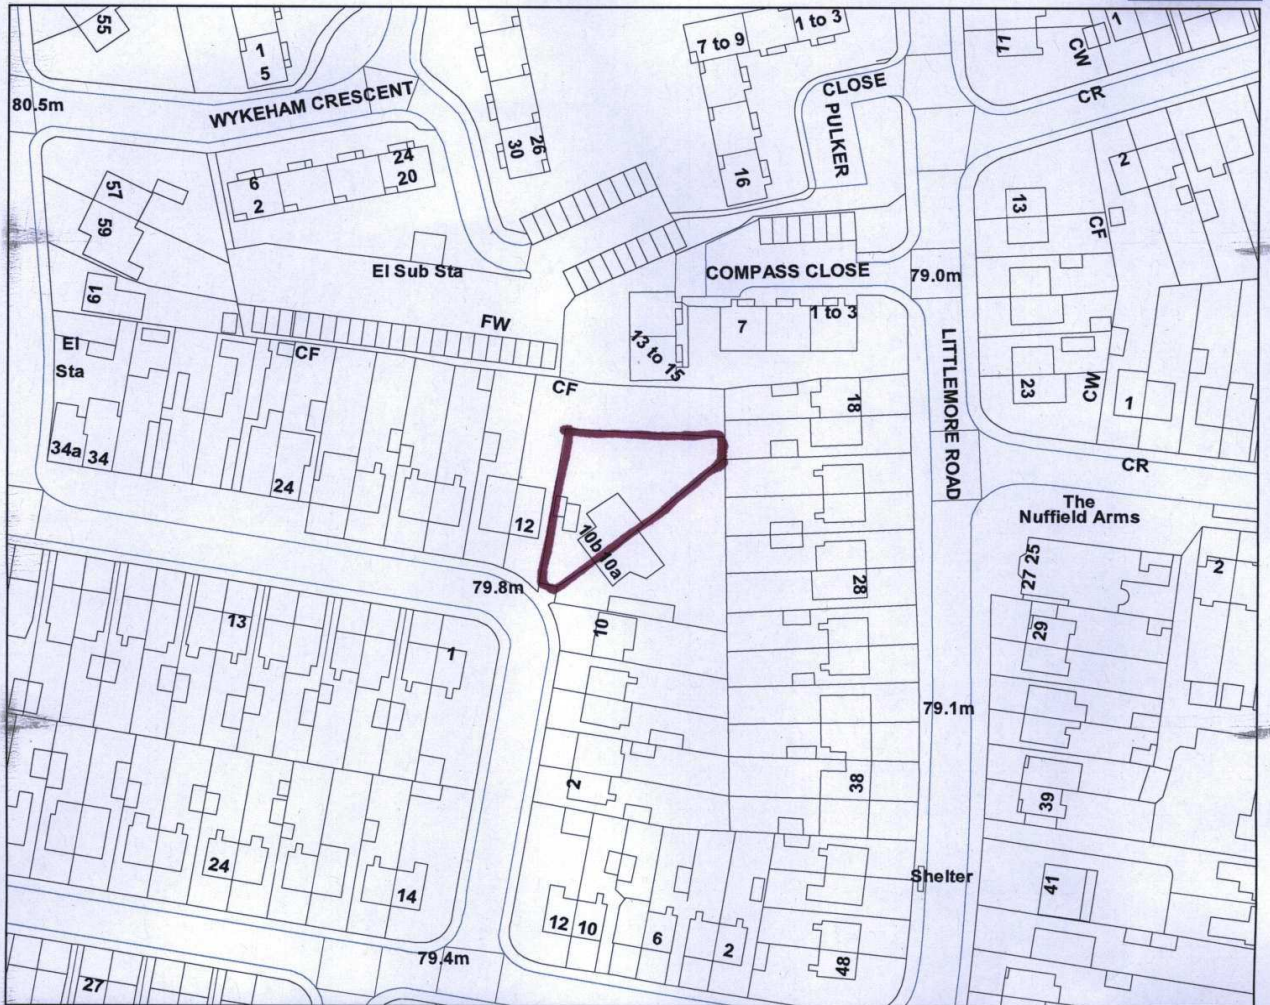 55
1
5
7 to 9
1 to 3
11
CW
1
80.5m
WYKEHAM CRESCENT
CLOSE
PULKER
CR
30
26
24
20
6
2
16
2
57
59
13
CF
El Sub Sta
COMPASS CLOSE
79.0m
61
FW
7
1 to 3
13 to 15
El
Sta
CF
CF
LITTLEMORE ROAD
23
CW
1
18
34a
34
24
12
CR
The
Nuffield Arms
10b
10a
79.8m
28
25
27
2
13
1
10
29
79.1m
2
38
39
24
14
Shelter
41
12
10
6
2
48
79.4m
27